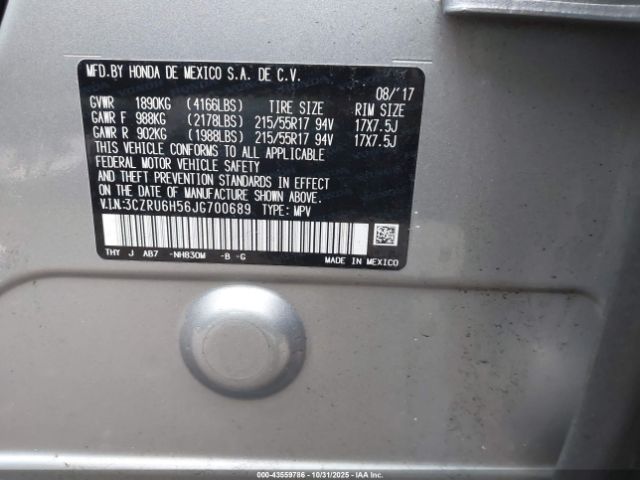 MFD.BY HONDA DE MEXICO S.A. DE C.V.
08/'17
GVWR 1890KG (4166LBS) TIRE SIZE RIM SIZE
GAWR F 988KG (2178LBS) 215/55R17 94V 17X7.5J
GAWR R 902KG (1988LBS) 215/55R17 94V 17X7.5J
THIS VEHICLE CONFORMS TO ALL APPLICABLE
FEDERAL MOTOR VEHICLE SAFETY
AND THEFT PREVENTION STANDARDS IN EFFECT
ON THE DATE OF MANUFACTURE SHOWN ABOVE.
V.I.N:3CZRU6H56JG700689 TYPE: MPV
THY J AB7 -NH830M -B -G MADE IN MEXICO
000-43559786 10/31/2025 IAA Inc.